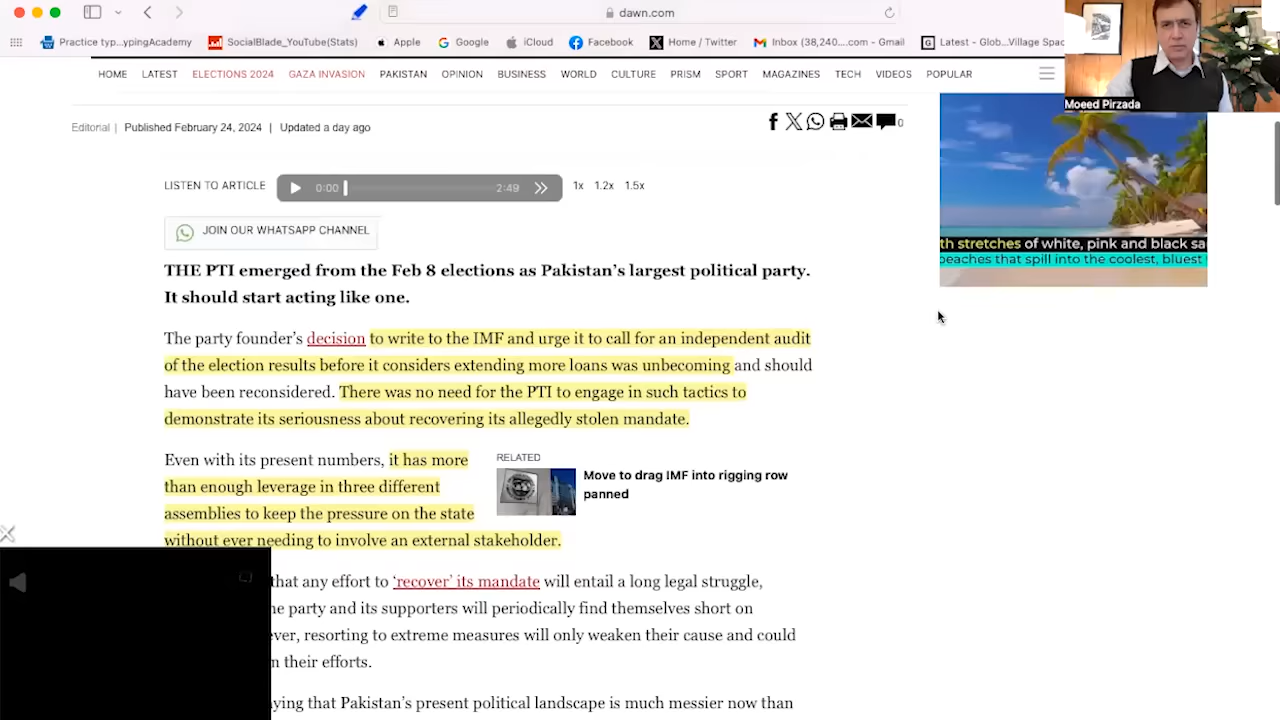 dawn.com
Practice typ...ypingAcademy
SocialBlade_YouTube(Stats)
Apple
Google
iCloud
Facebook
Home / Twitter
Inbox (38,240....com - Gmail
Latest - Glob...Village Spac
HOME
LATEST
ELECTIONS 2024
GAZA INVASION
PAKISTAN
OPINION
BUSINESS
WORLD
CULTURE
PRISM
SPORT
MAGAZINES
TECH
VIDEOS
POPULAR
Moeed Pirzada
Editorial | Published February 24, 2024 | Updated a day ago
0
LISTEN TO ARTICLE 0:00 2:49 1x 1.2x 1.5x
JOIN OUR WHATSAPP CHANNEL
th stretches of white, pink and black sa
peaches that spill into the coolest, bluest
THE PTI emerged from the Feb 8 elections as Pakistan's largest political party.
It should start acting like one.
The party founder's decision to write to the IMF and urge it to call for an independent audit
of the election results before it considers extending more loans was unbecoming and should
have been reconsidered. There was no need for the PTI to engage in such tactics to
demonstrate its seriousness about recovering its allegedly stolen mandate.
Even with its present numbers, it has more
than enough leverage in three different
assemblies to keep the pressure on the state
without ever needing to involve an external stakeholder.
RELATED
Move to drag IMF into rigging row
panned
that any effort to 'recover' its mandate will entail a long legal struggle,
he party and its supporters will periodically find themselves short on
ver, resorting to extreme measures will only weaken their cause and could
n their efforts.
ying that Pakistan's present political landscape is much messier now than